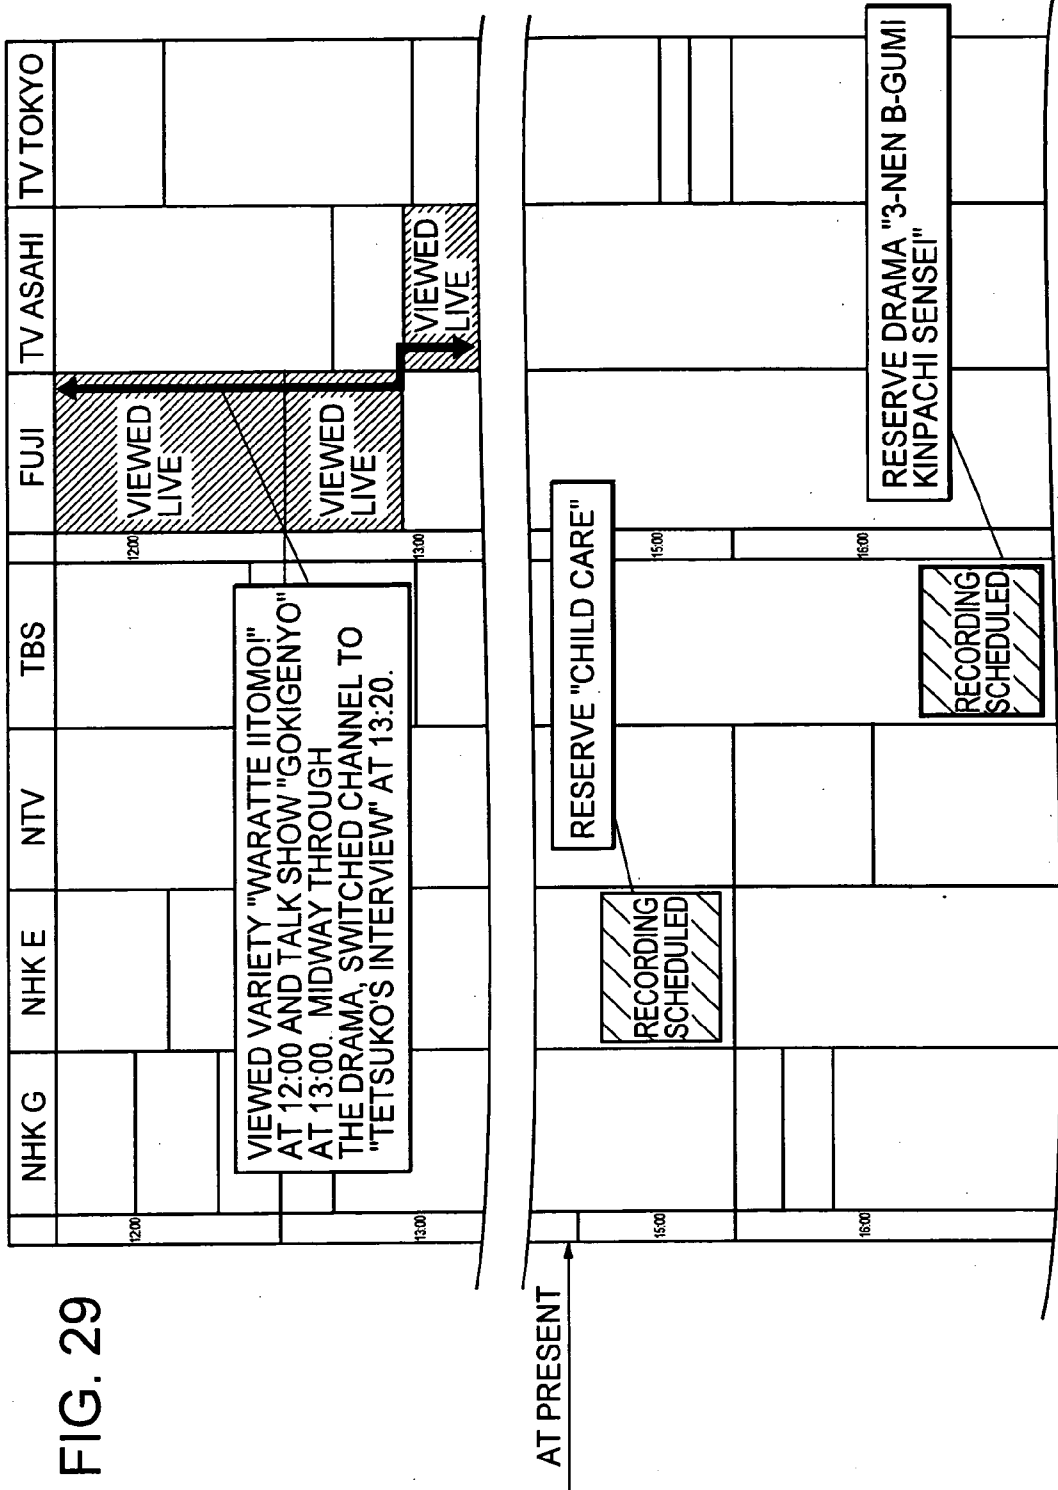 FIG. 29
NHK G
NHK E
NTV
TBS
FUJI
TV ASAHI
TV TOKYO
12:00
12:00
VIEWED
LIVE
VIEWED VARIETY "WARATTE IITOMO!"
AT 12:00 AND TALK SHOW "GOKIGENYO"
AT 13:00. MIDWAY THROUGH
THE DRAMA, SWITCHED CHANNEL TO
"TETSUKO'S INTERVIEW" AT 13:20.
VIEWED
LIVE
13:00
13:00
VIEWED
LIVE
AT PRESENT
RESERVE "CHILD CARE"
15:00
RECORDING
SCHEDULED
15:00
16:00
16:00
RESERVE DRAMA "3-NEN B-GUMI
KINPACHI SENSEI"
RECORDING
SCHEDULED